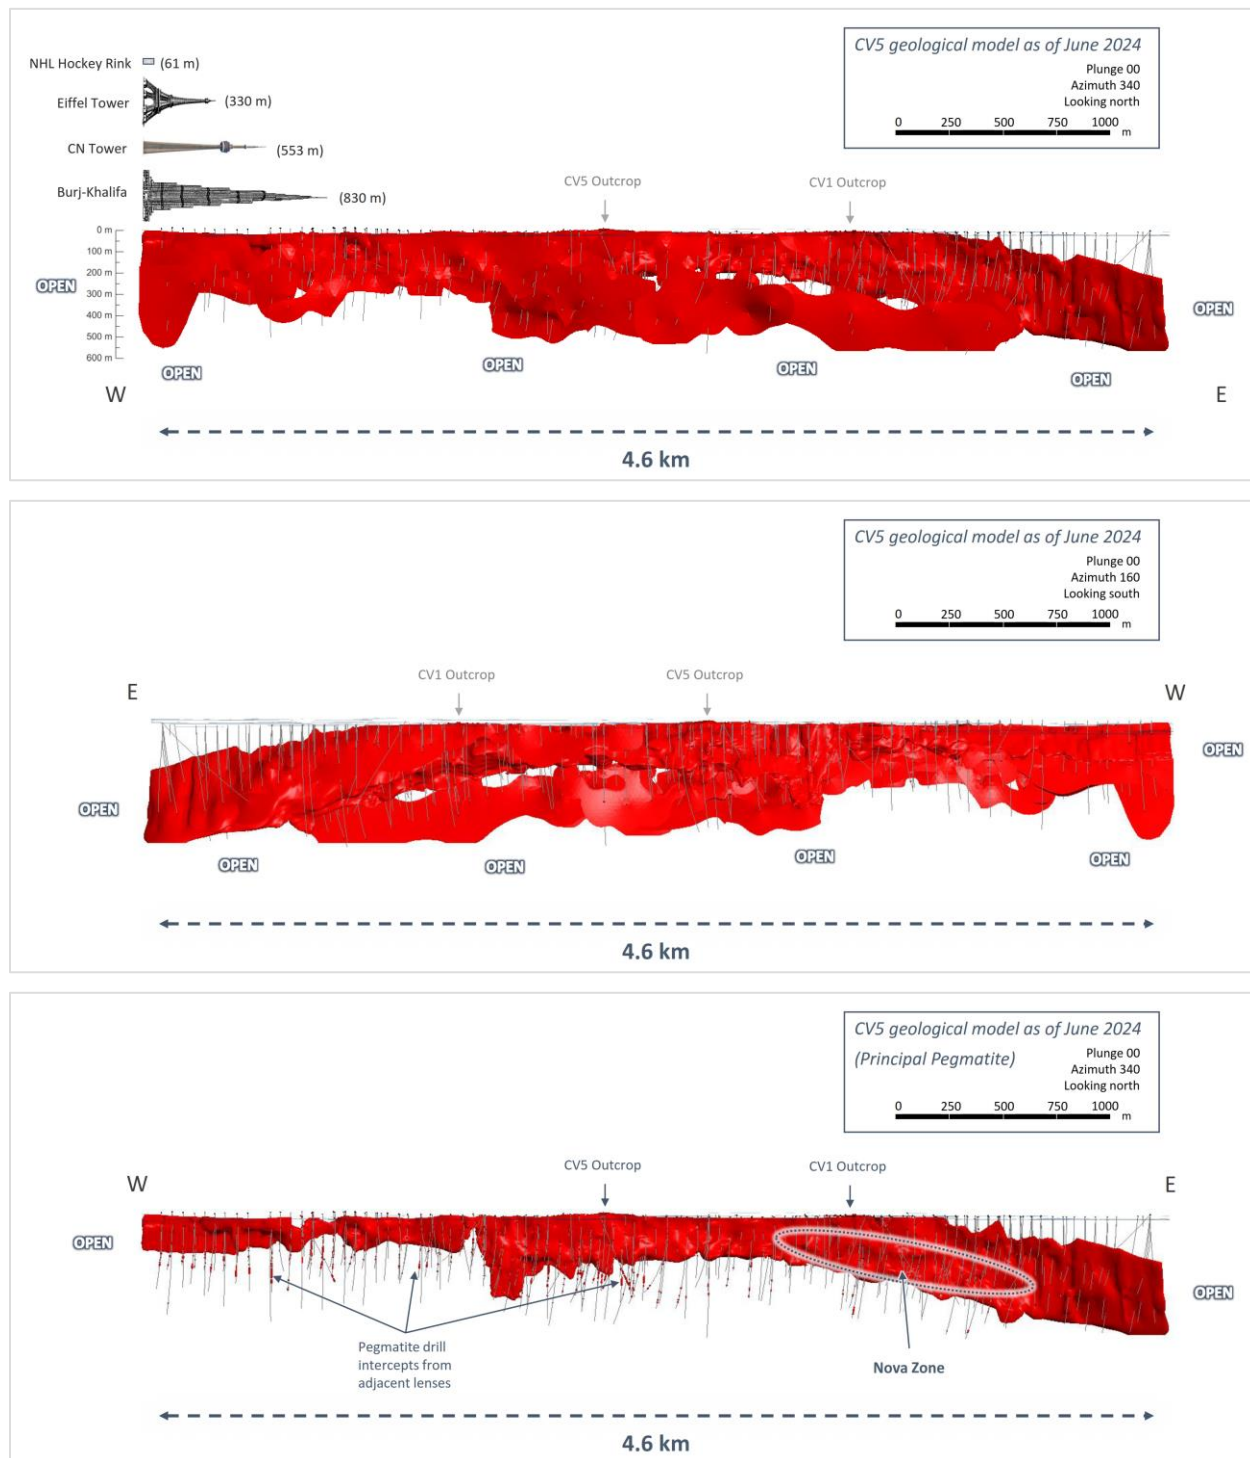 CV5 geological model as of June 2024
Plunge 00
Azimuth 340
Looking north
0 250 500 750 1000
m
NHL Hockey Rink (61 m)
Eiffel Tower (330 m)
CN Tower (553 m)
Burj-Khalifa (830 m)
CV5 Outcrop CV1 Outcrop
0 m
100 m
200 m
300 m
400 m
500 m
600 m
OPEN OPEN
OPEN OPEN OPEN OPEN
W E
4.6 km
CV5 geological model as of June 2024
Plunge 00
Azimuth 160
Looking south
0 250 500 750 1000
m
CV1 Outcrop CV5 Outcrop
E W
OPEN
OPEN
OPEN OPEN OPEN OPEN
4.6 km
CV5 geological model as of June 2024
(Principal Pegmatite)
Plunge 00
Azimuth 340
Looking north
0 250 500 750 1000
m
CV5 Outcrop CV1 Outcrop
W E
OPEN
OPEN
Pegmatite drill
intercepts from
adjacent lenses
Nova Zone
4.6 km